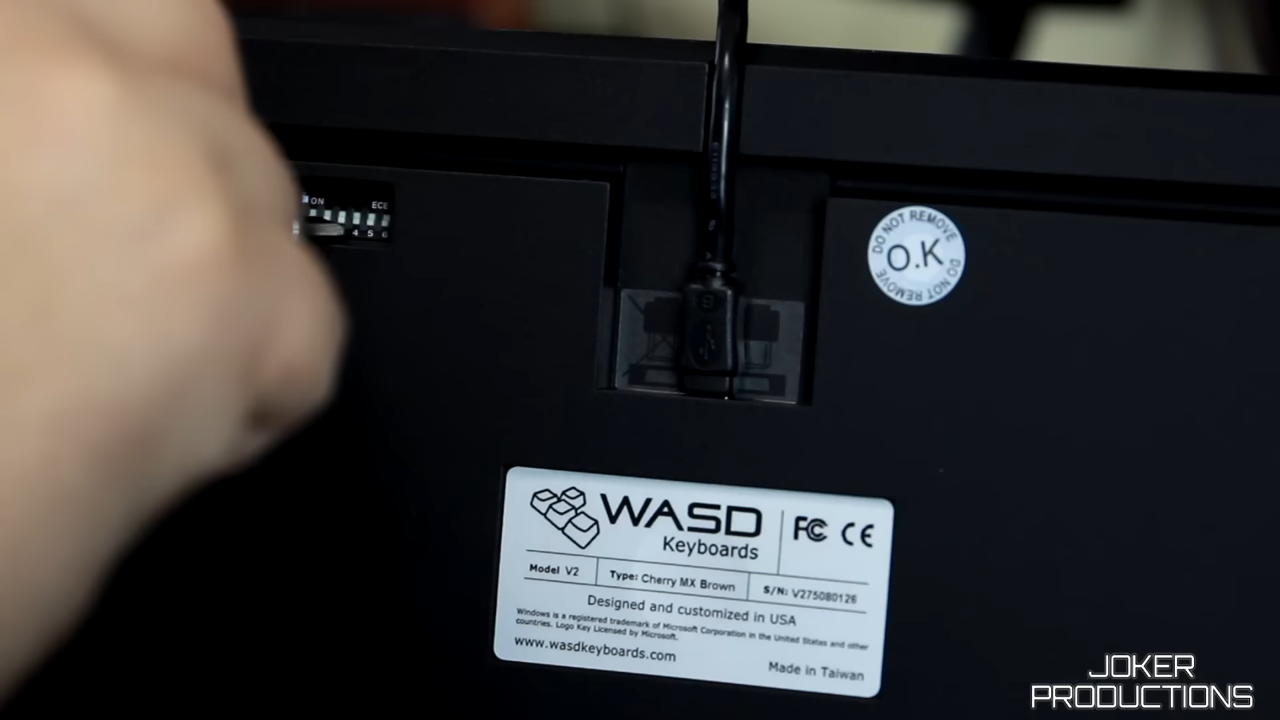 ON ECE
4 5 6
DO NOT REMOVE
O.K
DO NOT REMOVE
WASD
Keyboards
FC CE
Model V2
Type: Cherry MX Brown
S/N: V275080126
Designed and customized in USA
Windows is a registered trademark of Microsoft Corporation in the United States and other
countries. Logo Key Licensed by Microsoft.
www.wasdkeyboards.com
Made in Taiwan
JOKER
PRODUCTIONS